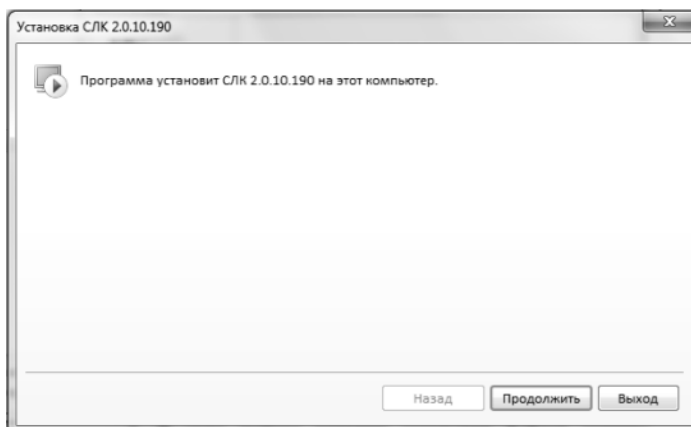 Установка СЛК 2.0.10.190
Программа установит СЛК 2.0.10.190 на этот компьютер.
Назад Продолжить Выход